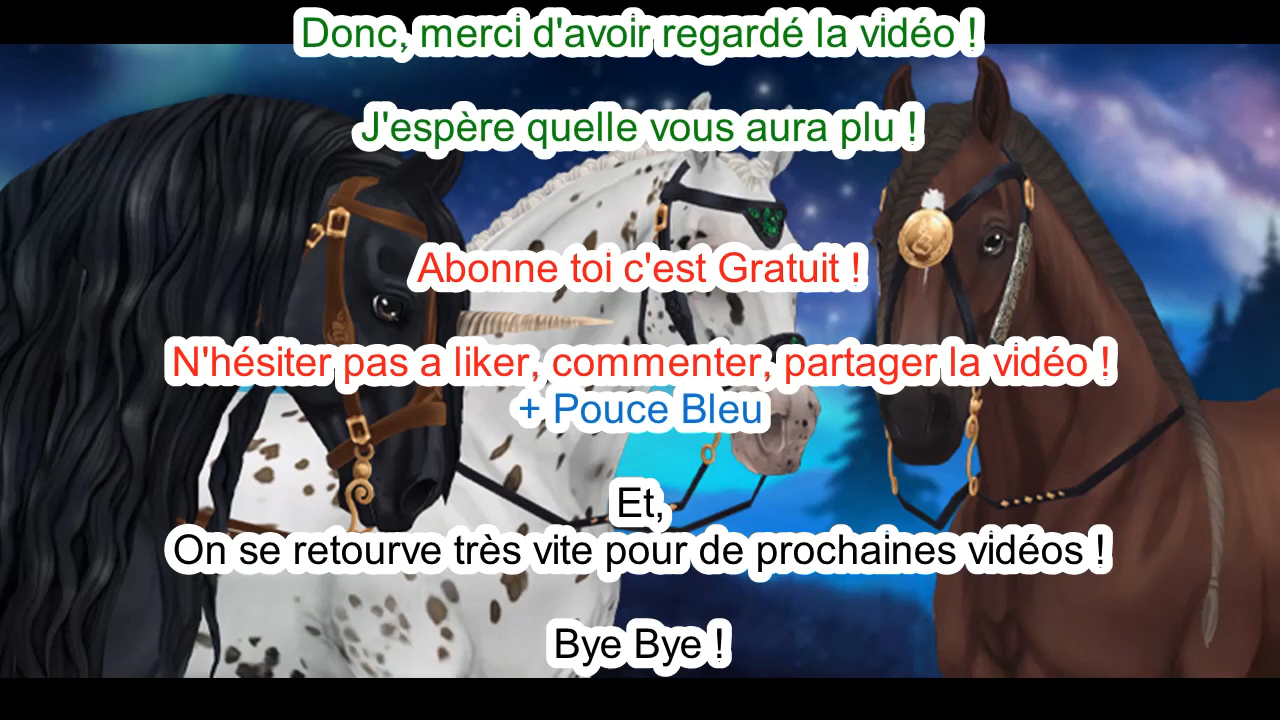 Donc, merci d'avoir regardé la vidéo !
J'espère quelle vous aura plu !
Abonne toi c'est Gratuit !
N'hésiter pas a liker, commenter, partager la vidéo !
+ Pouce Bleu
Et,
On se retourve très vite pour de prochaines vidéos !
Bye Bye !